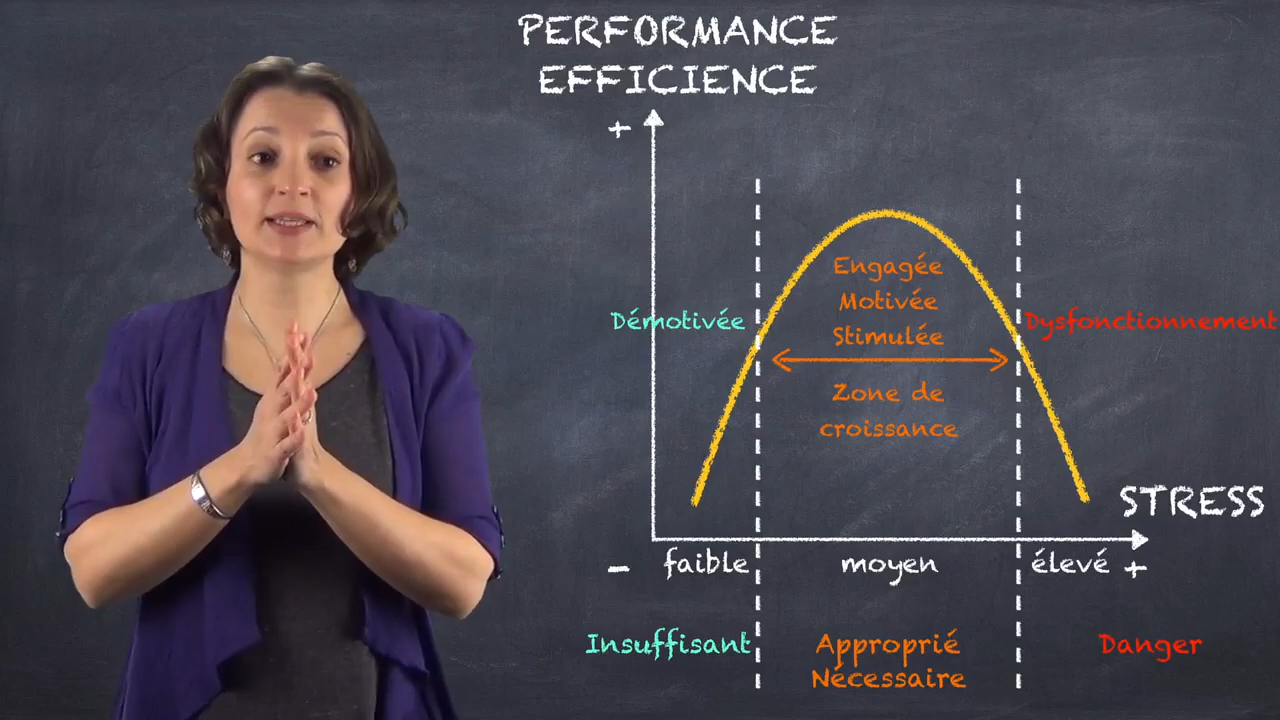 PERFORMANCE
EFFICIENCE
+
Engagée
Motivée
Démotivée
Stimulée
Dysfonctionnement
Zone de
croissance
STRESS
-
faible
moyen
élevé
+
Insuffisant
Approprié
Nécessaire
Danger